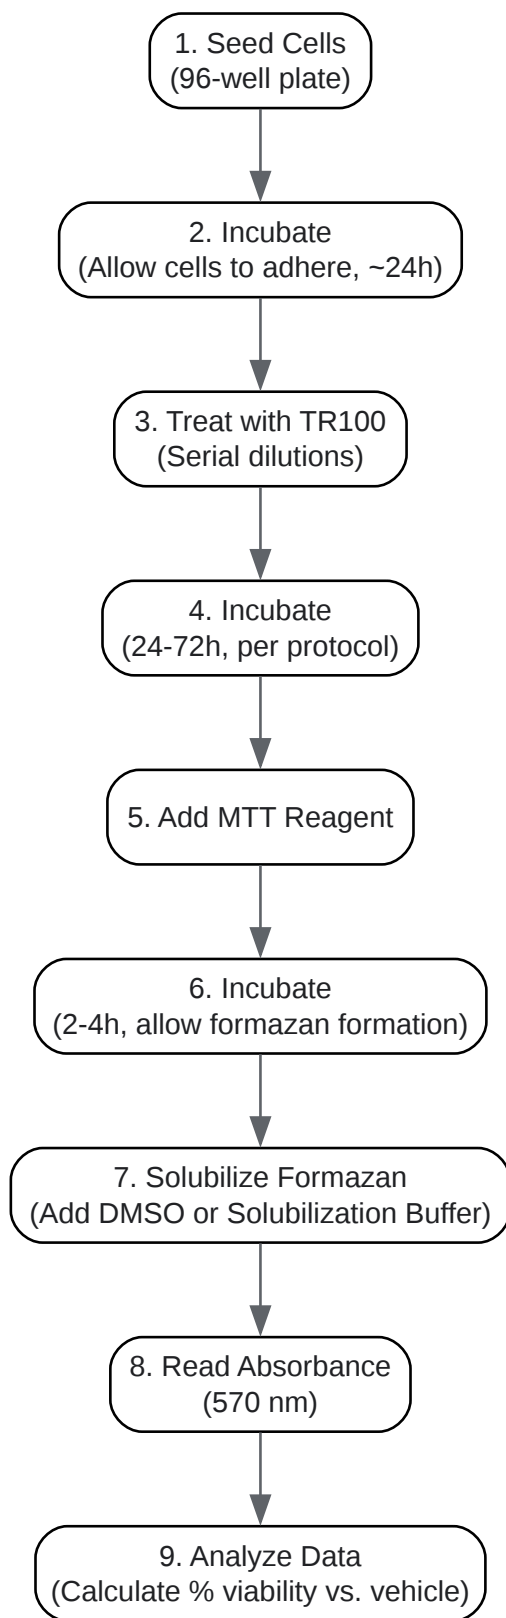 1. Seed Cells
(96-well plate)
2. Incubate
(Allow cells to adhere, ~24h)
3. Treat with TR100
(Serial dilutions)
4. Incubate
(24-72h, per protocol)
5. Add MTT Reagent
6. Incubate
(2-4h, allow formazan formation)
7. Solubilize Formazan
(Add DMSO or Solubilization Buffer)
8. Read Absorbance
(570 nm)
9. Analyze Data
(Calculate % viability vs. vehicle)